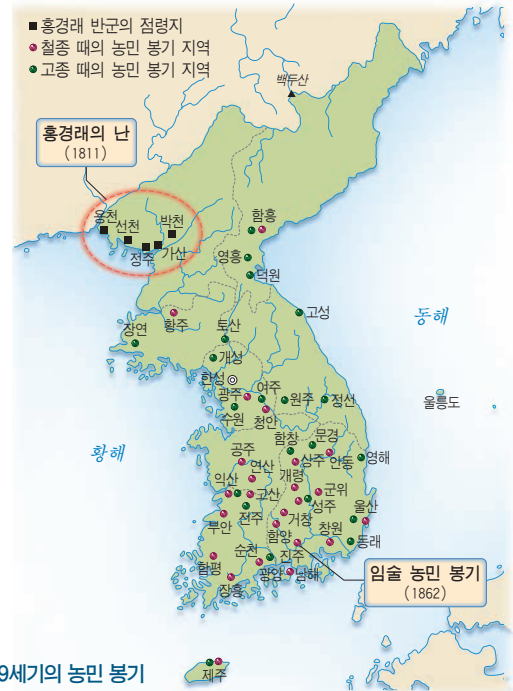 홍경래 반군의 점령지
철종 때의 농민 봉기 지역
고종 때의 농민 봉기 지역
백두산
홍경래의 난
(1811)
용천
선천
박천
정주
가산
함흥
영흥
덕원
고성
동해
황주
장연
토산
개성
한성
광주
여주
원주
정선
울릉도
수원
청안
황해
함창
문경
공주
상주
안동
영해
연산
개령
익산
고산
군위
성주
울산
전주
거창
부안
창원
함양
동래
순천
진주
함평
광양
남해
장흥
임술 농민 봉기
(1862)
9세기의 농민 봉기
제주